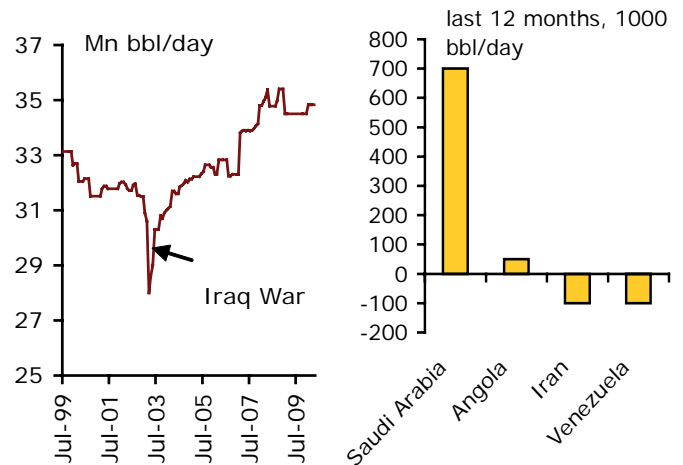 Mn bbl/day
37
35
33
31
29
27
25
Iraq War
Jul-99
Jul-01
Jul-03
Jul-05
Jul-07
Jul-09
last 12 months, 1000
bbl/day
800
700
600
500
400
300
200
100
0
-100
-200
Saudi Arabia
Angola
Iran
Venezuela